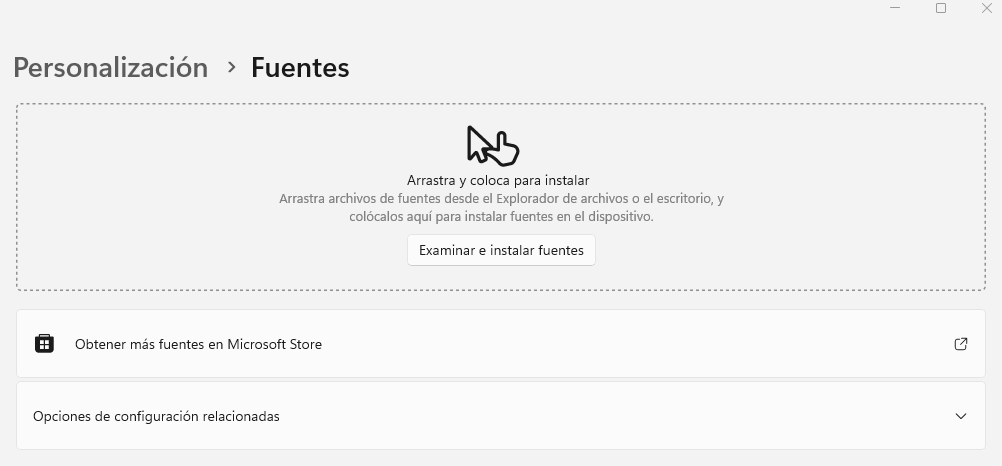 Personalización > Fuentes
Arrastra y coloca para instalar
Arrastra archivos de fuentes desde el Explorador de archivos o el escritorio, y
colócalos aquí para instalar fuentes en el dispositivo.
Examinar e instalar fuentes
Obtener más fuentes en Microsoft Store
Opciones de configuración relacionadas